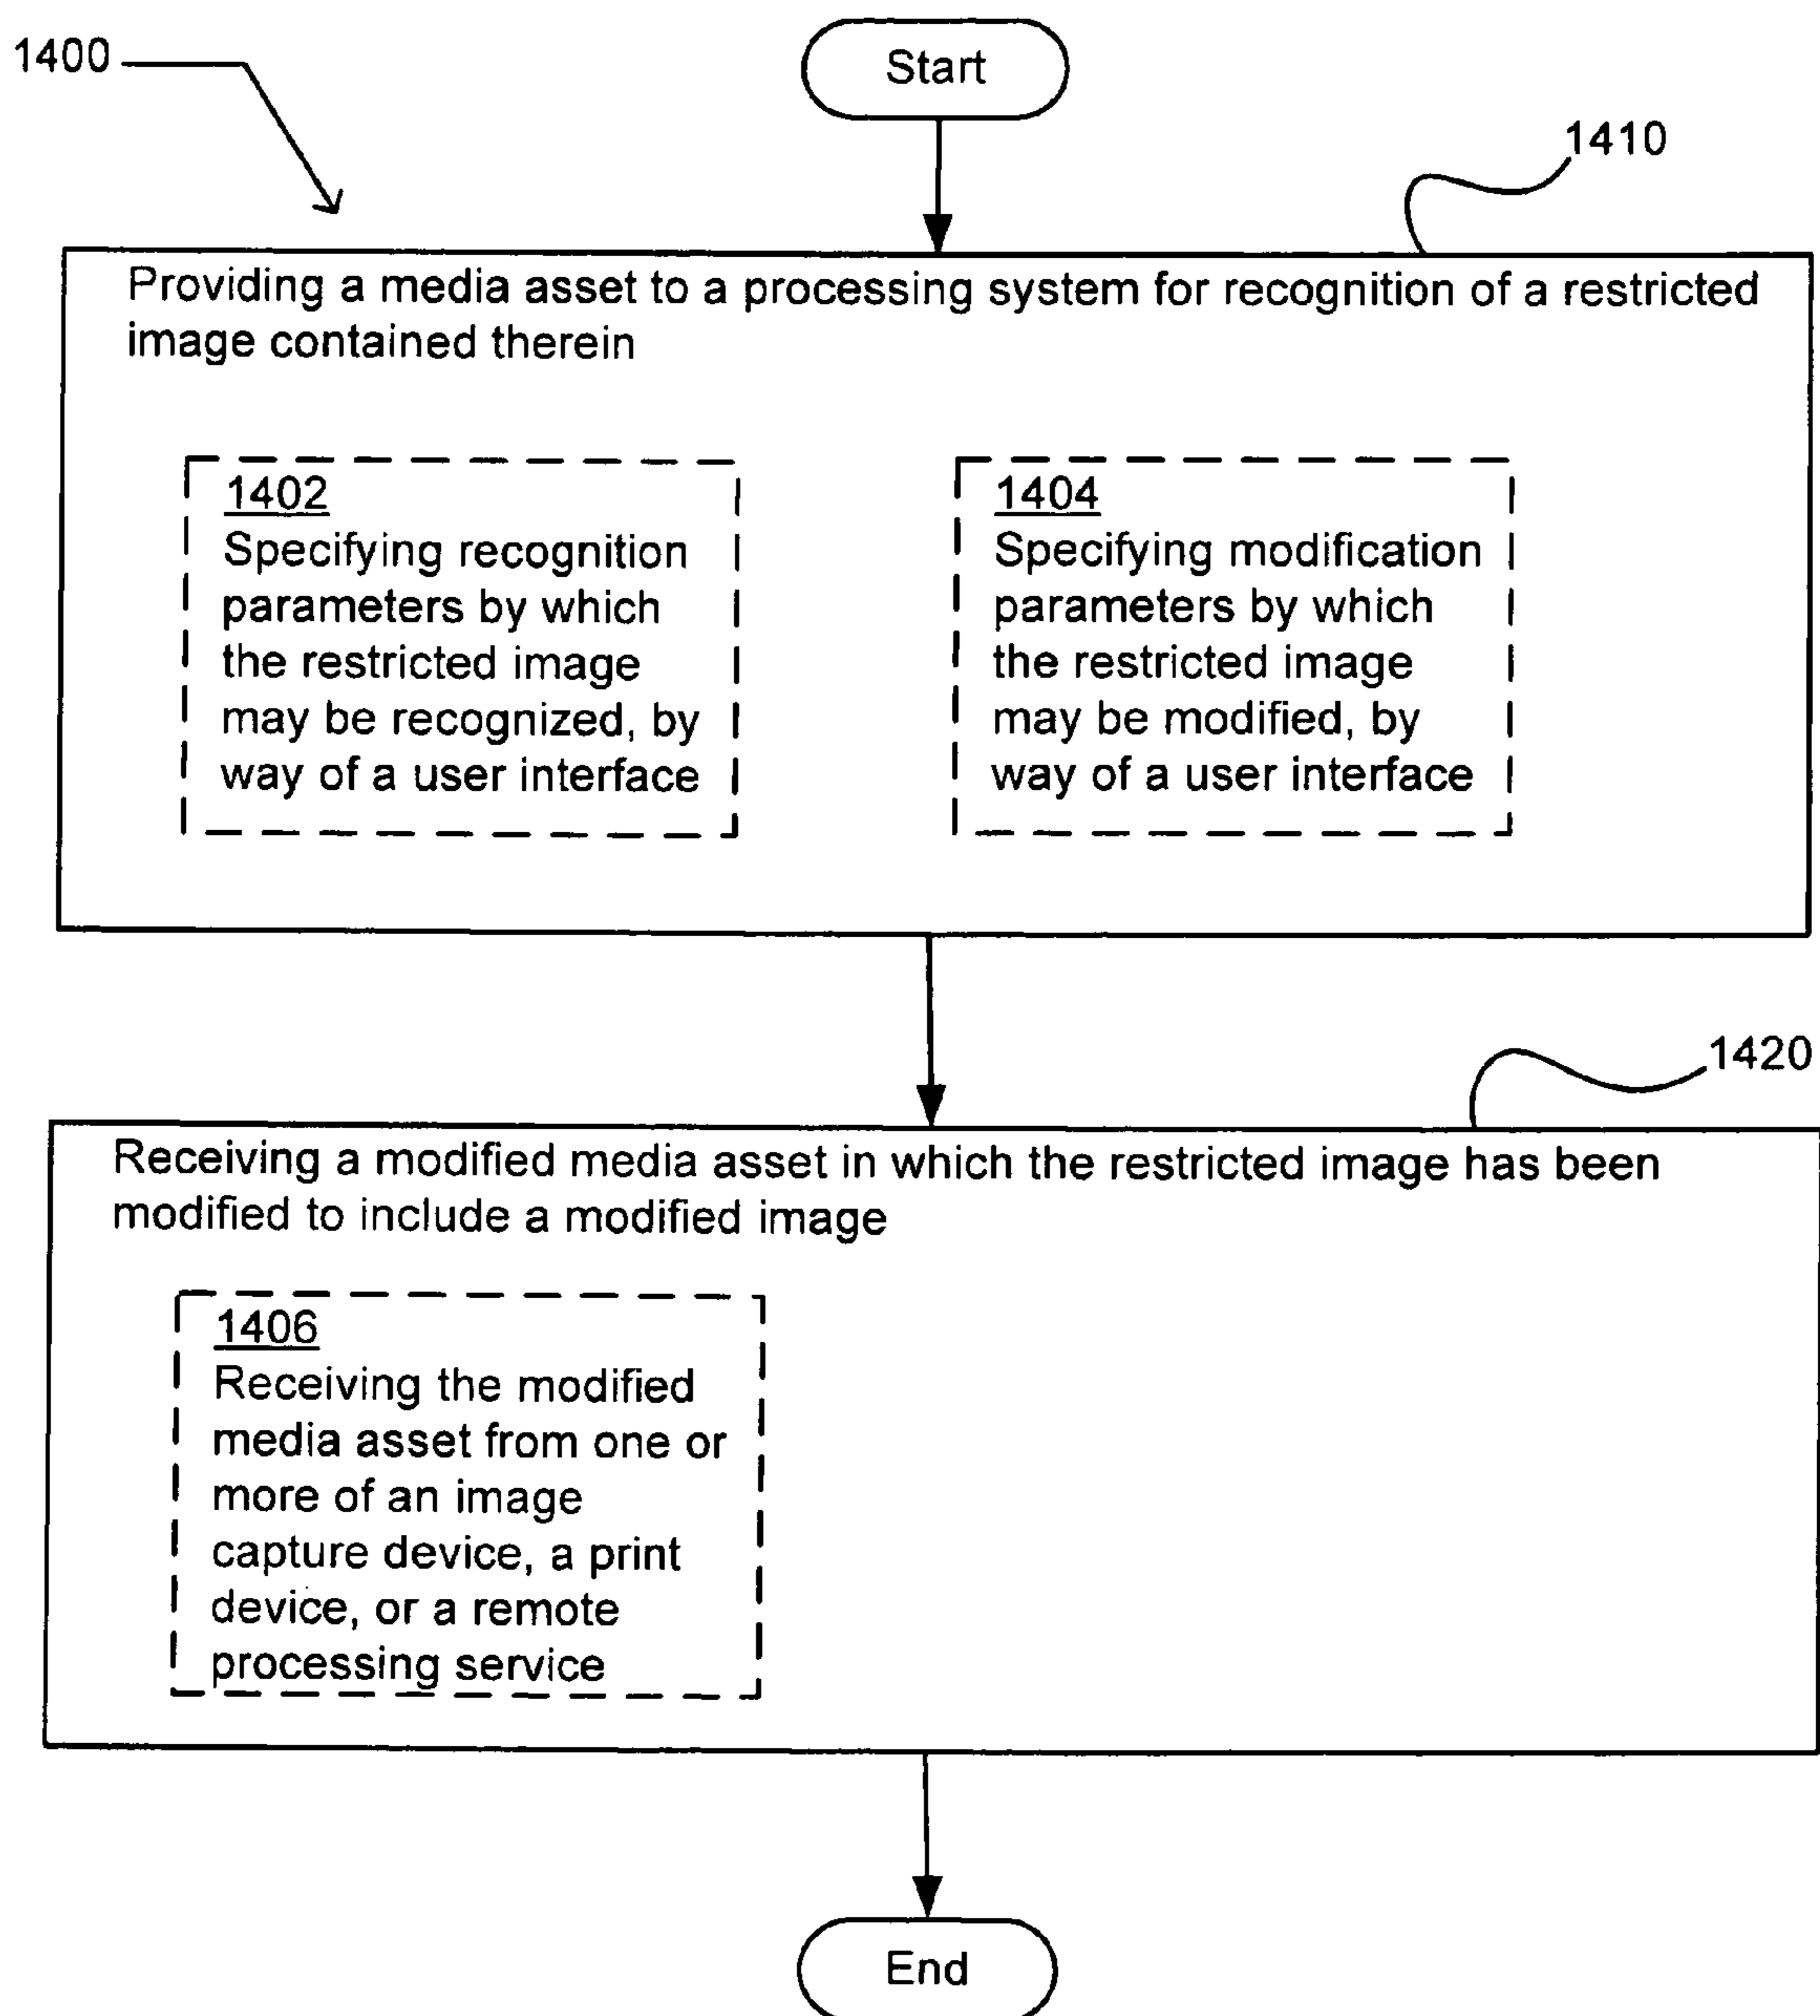 1400
Start
1410
Providing a media asset to a processing system for recognition of a restricted
image contained therein
1402
Specifying recognition
parameters by which
the restricted image
may be recognized, by
way of a user interface
1404
Specifying modification
parameters by which
the restricted image
may be modified, by
way of a user interface
1420
Receiving a modified media asset in which the restricted image has been
modified to include a modified image
1406
Receiving the modified
media asset from one or
more of an image
capture device, a print
device, or a remote
processing service
End